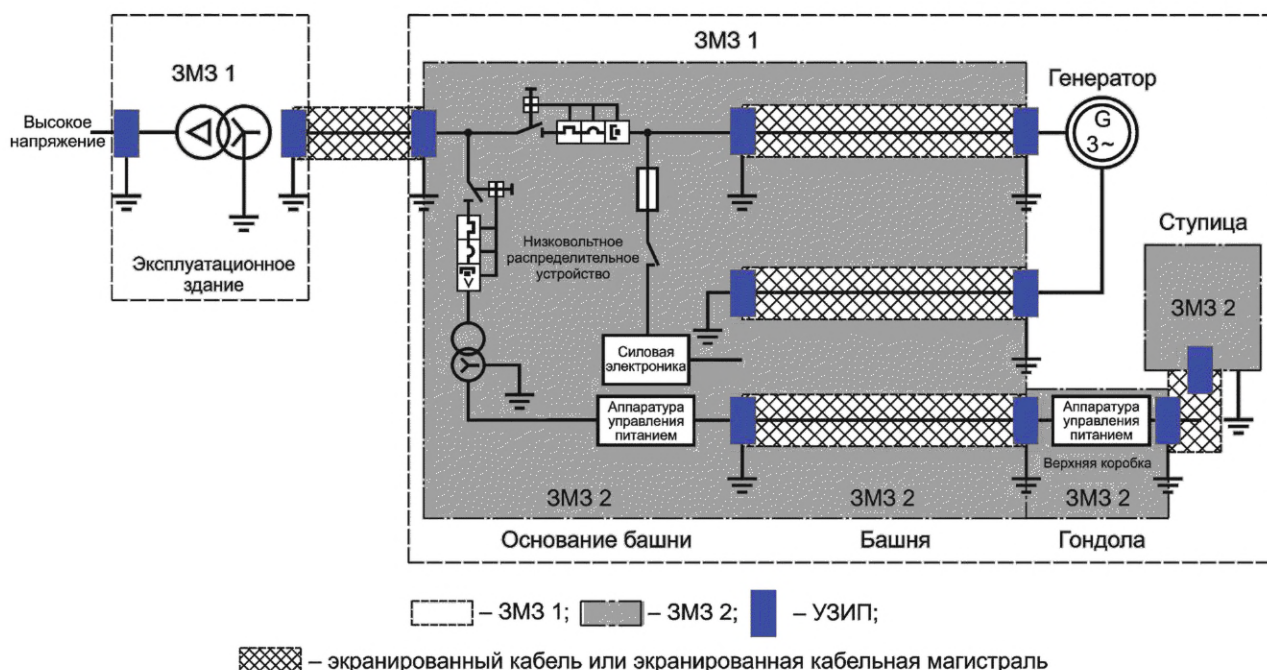 ЗМЗ 1
ЗМЗ 1
Генератор
Высокое
напряжение
G
3~
Ступица
Низковольтное
распределительное
устройство
Эксплуатационное
здание
ЗМЗ 2
Силовая
электроника
Аппаратура
управления
питанием
Аппаратура
управления
питанием
Верхняя коробка
ЗМЗ 2
ЗМЗ 2
ЗМЗ 2
Основание башни
Башня
Гондола
– ЗМЗ 1;
– ЗМЗ 2;
– УЗИП;
– экранированный кабель или экранированная кабельная магистраль